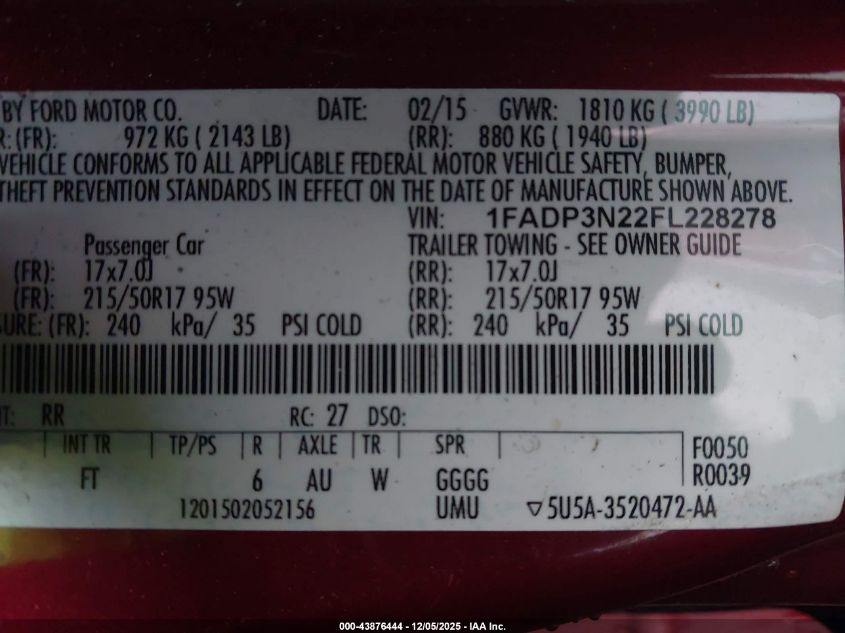 BY FORD MOTOR CO. DATE: 02/15 GVWR: 1810 KG ( 3990 LB)
R: (FR): 972 KG ( 2143 LB) (RR): 880 KG ( 1940 LB)
VEHICLE CONFORMS TO ALL APPLICABLE FEDERAL MOTOR VEHICLE SAFETY, BUMPER,
THEFT PREVENTION STANDARDS IN EFFECT ON THE DATE OF MANUFACTURE SHOWN ABOVE.
VIN: 1FADP3N22FL228278
Passenger Car TRAILER TOWING - SEE OWNER GUIDE
(FR): 17x7.0J (RR): 17x7.0J
(FR): 215/50R17 95W (RR): 215/50R17 95W
SURE: (FR): 240 kPa/ 35 PSI COLD (RR): 240 kPa/ 35 PSI COLD
NT: RR RC: 27 DSO:
INT TR TP/PS R AXLE TR SPR F0050
FT 6 AU W GGGG R0039
1201502052156 UMU ▽5U5A-3520472-AA
000-43876444 - 12/05/2025 - IAA Inc.